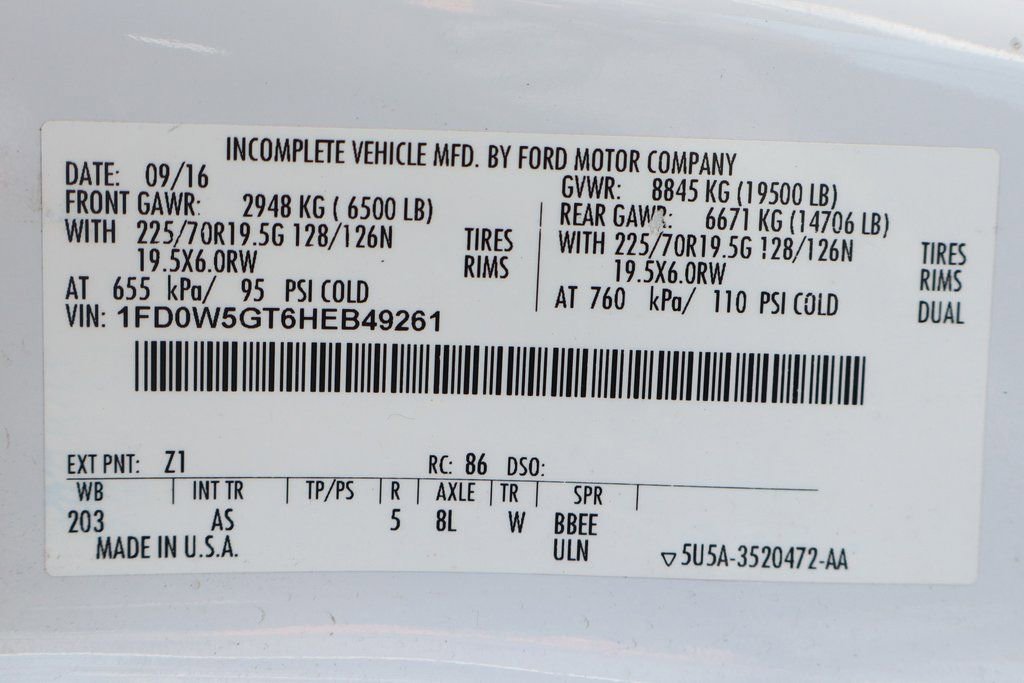 INCOMPLETE VEHICLE MFD. BY FORD MOTOR COMPANY
DATE: 09/16 GVWR: 8845 KG (19500 LB)
FRONT GAWR: 2948 KG ( 6500 LB) REAR GAWR: 6671 KG (14706 LB)
WITH 225/70R19.5G 128/126N TIRES WITH 225/70R19.5G 128/126N TIRES
19.5X6.0RW RIMS 19.5X6.0RW RIMS
AT 655 kPa/ 95 PSI COLD AT 760 kPa/ 110 PSI COLD DUAL
VIN: 1FD0W5GT6HEB49261
EXT PNT: Z1 RC: 86 DSO:
WB INT TR TP/PS R AXLE TR SPR
203 AS 5 8L W BBEE
MADE IN U.S.A. ULN ▽5U5A-3520472-AA